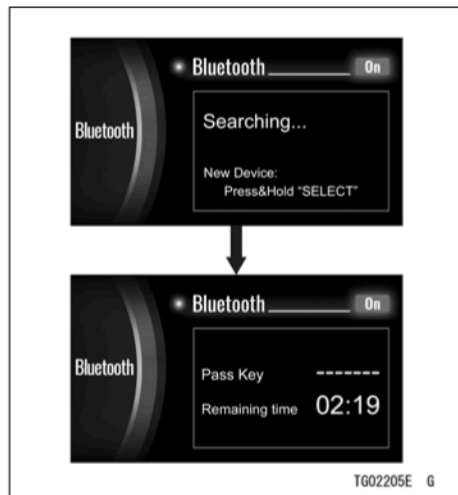 Bluetooth On
Bluetooth
Searching...
New Device:
Press&Hold “SELECT”
Bluetooth On
Bluetooth
Pass Key -------
Remaining time 02:19
TG02205E G